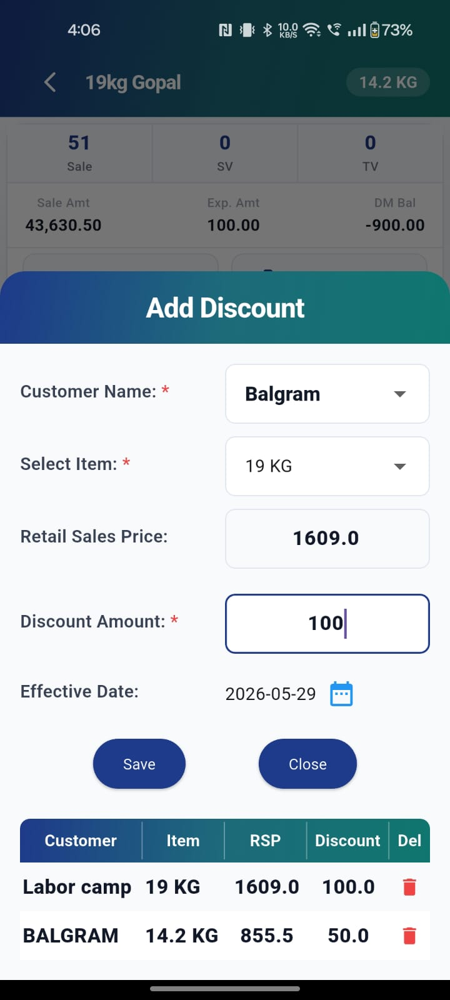 4:06 10.0 KB/S 73%
19kg Gopal 14.2 KG
51 0 0
Sale SV TV
Sale Amt Exp. Amt DM Bal
43,630.50 100.00 -900.00
Add Discount
Customer Name: * Balgram
Select Item: * 19 KG
Retail Sales Price: 1609.0
Discount Amount: * 100
Effective Date: 2026-05-29
Save Close
Customer Item RSP Discount Del
Labor camp 19 KG 1609.0 100.0
BALGRAM 14.2 KG 855.5 50.0